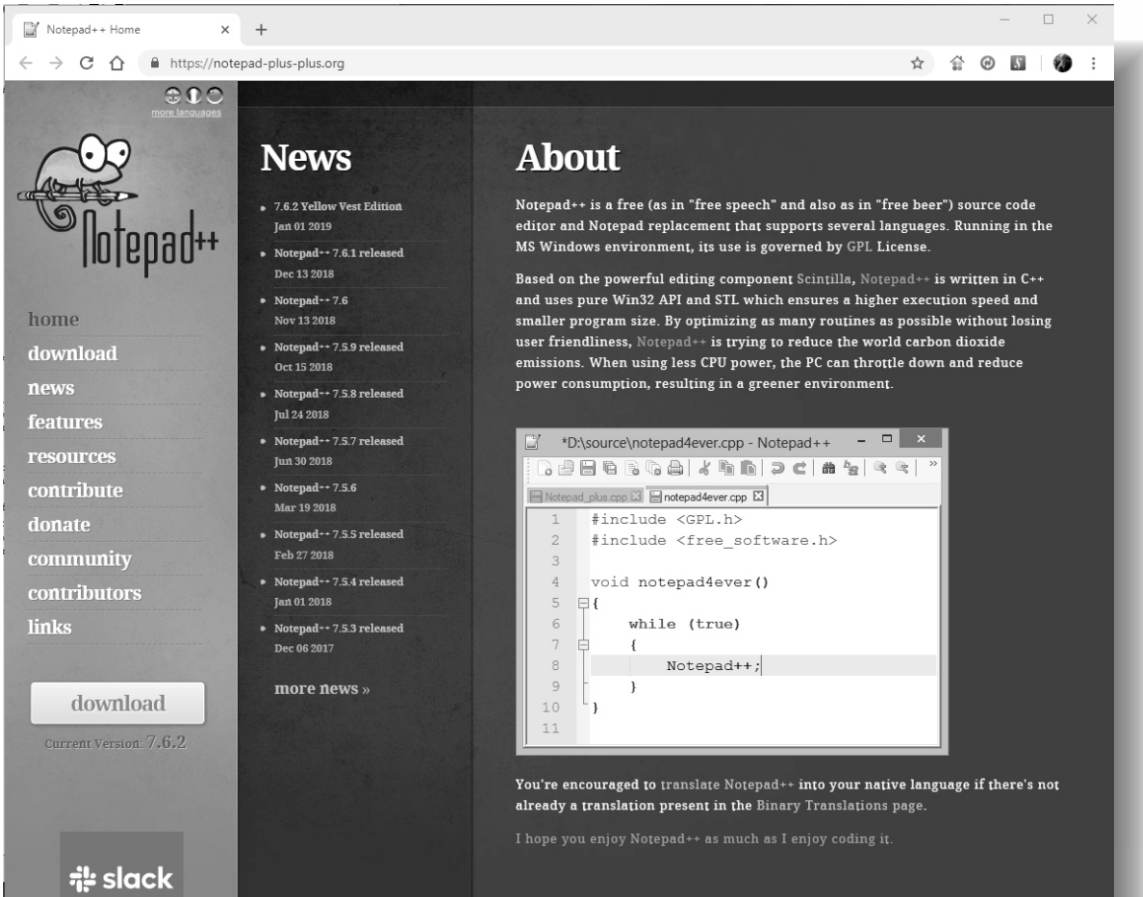 Notepad++ Home
https://notepad-plus-plus.org
more languages
Notepad++
home
download
news
features
resources
contribute
donate
community
contributors
links
download
Current Version: 7.6.2
slack
News
7.6.2 Yellow Vest Edition
Jan 01 2019
Notepad++ 7.6.1 released
Dec 13 2018
Notepad++ 7.6
Nov 13 2018
Notepad++ 7.5.9 released
Oct 15 2018
Notepad++ 7.5.8 released
Jul 24 2018
Notepad++ 7.5.7 released
Jun 30 2018
Notepad++ 7.5.6
Mar 19 2018
Notepad++ 7.5.5 released
Feb 27 2018
Notepad++ 7.5.4 released
Jan 01 2018
Notepad++ 7.5.3 released
Dec 06 2017
more news »
About
Notepad++ is a free (as in "free speech" and also as in "free beer") source code
editor and Notepad replacement that supports several languages. Running in the
MS Windows environment, its use is governed by GPL License.
Based on the powerful editing component Scintilla, Notepad++ is written in C++
and uses pure Win32 API and STL which ensures a higher execution speed and
smaller program size. By optimizing as many routines as possible without losing
user friendliness, Notepad++ is trying to reduce the world carbon dioxide
emissions. When using less CPU power, the PC can throttle down and reduce
power consumption, resulting in a greener environment.
*D:\source\notepad4ever.cpp - Notepad++
Notepad_plus.cpp notepad4ever.cpp
1 #include <GPL.h>
2 #include <free_software.h>
3
4 void notepad4ever()
5 {
6 while (true)
7 {
8 Notepad++;
9 }
10 }
11
You're encouraged to translate Notepad++ into your native language if there's not
already a translation present in the Binary Translations page.
I hope you enjoy Notepad++ as much as I enjoy coding it.